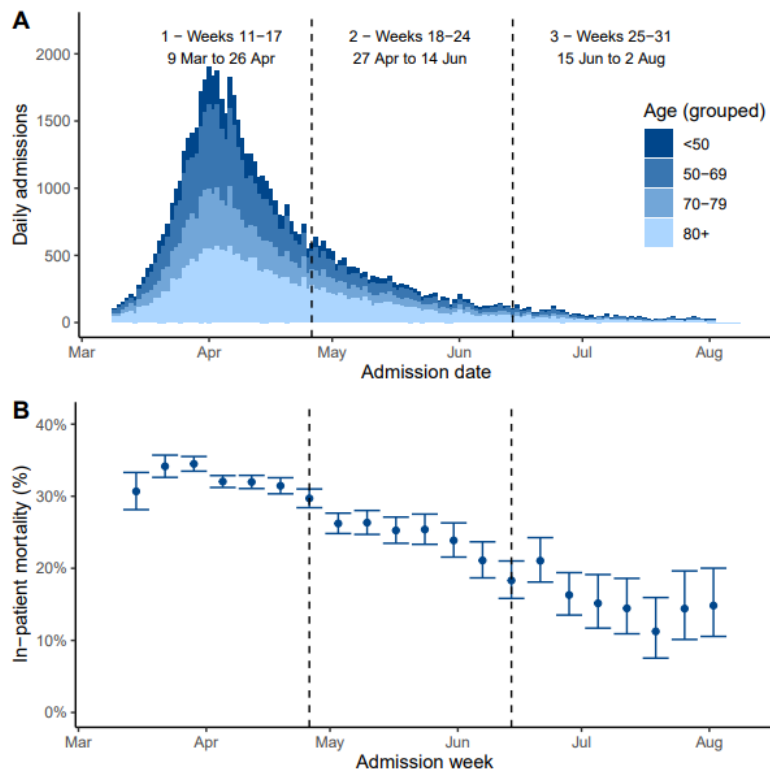 A
1 − Weeks 11−17
9 Mar to 26 Apr
2 − Weeks 18−24
27 Apr to 14 Jun
3 − Weeks 25−31
15 Jun to 2 Aug
Daily admissions
2000
1500
1000
500
0
Age (grouped)
<50
50−69
70−79
80+
Mar
Apr
May
Jun
Jul
Aug
Admission date
B
In−patient mortality (%)
40%
30%
20%
10%
0%
Mar
Apr
May
Jun
Jul
Aug
Admission week